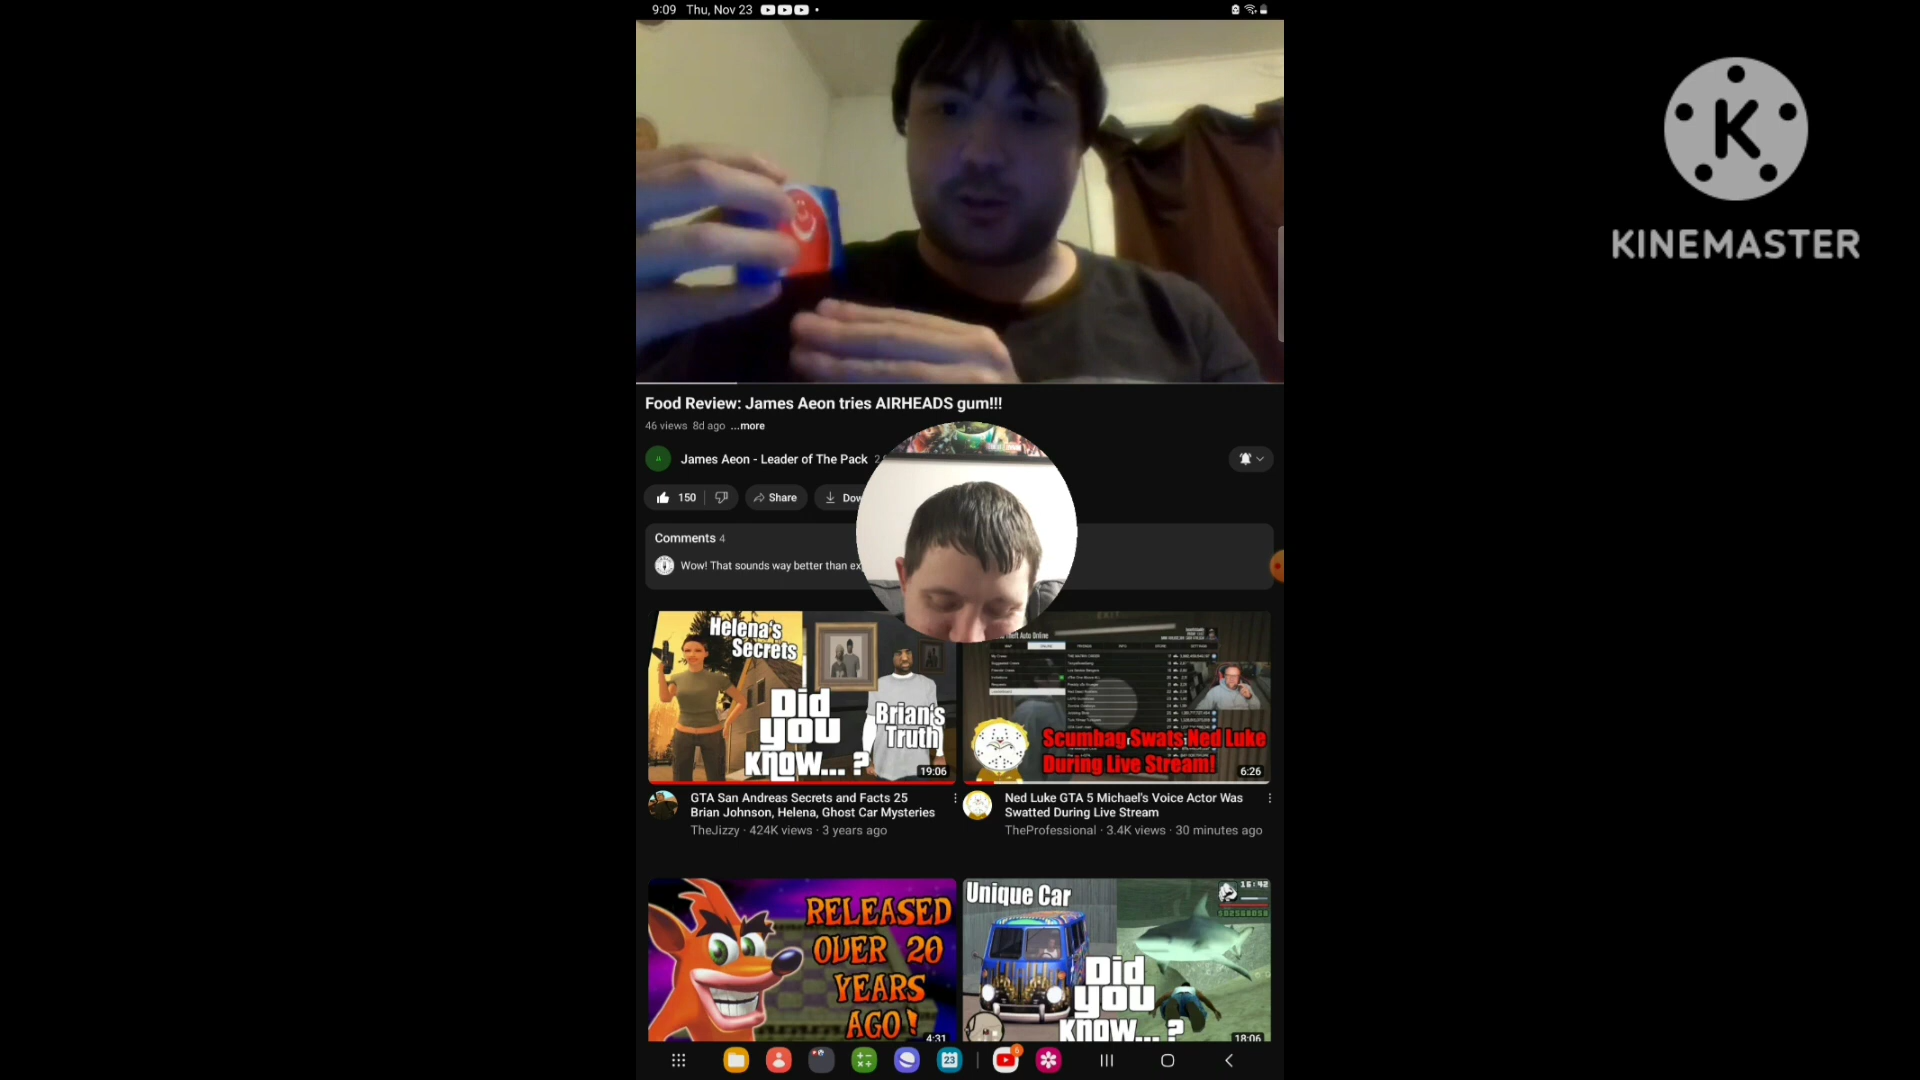 9:09 Thu, Nov 23
K
KINEMASTER
Food Review: James Aeon tries AIRHEADS gum!!!
46 views 8d ago ...more
James Aeon - Leader of The Pack
150
Share
Comments 4
Wow! That sounds way better than
Helena's
Secrets
Did
you
know... ?
Brian's
Truth
19:06
EXIT
Scumbag Swats Ned Luke
During Live Stream!
6:26
GTA San Andreas Secrets and Facts 25
Brian Johnson, Helena, Ghost Car Mysteries
TheJizzy · 424K views · 3 years ago
Ned Luke GTA 5 Michael's Voice Actor Was
Swatted During Live Stream
TheProfessional · 3.4K views · 30 minutes ago
RELEASED
OVER 20
YEARS
AGO!
4:31
Unique Car
Did
you
know... ?
18:06
23
6